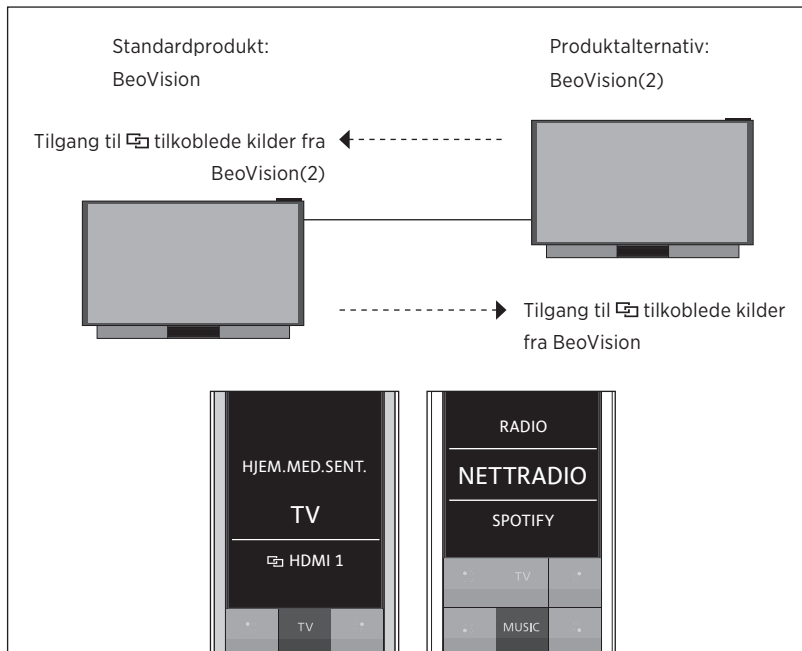 Standardprodukt:
BeoVision
Produktalternativ:
BeoVision(2)
Tilgang til tilkoblede kilder fra
BeoVision(2)
Tilgang til tilkoblede kilder
fra BeoVision
HJEM.MED.SENT.
TV
HDMI 1
TV
RADIO
NETTRADIO
SPOTIFY
TV
MUSIC